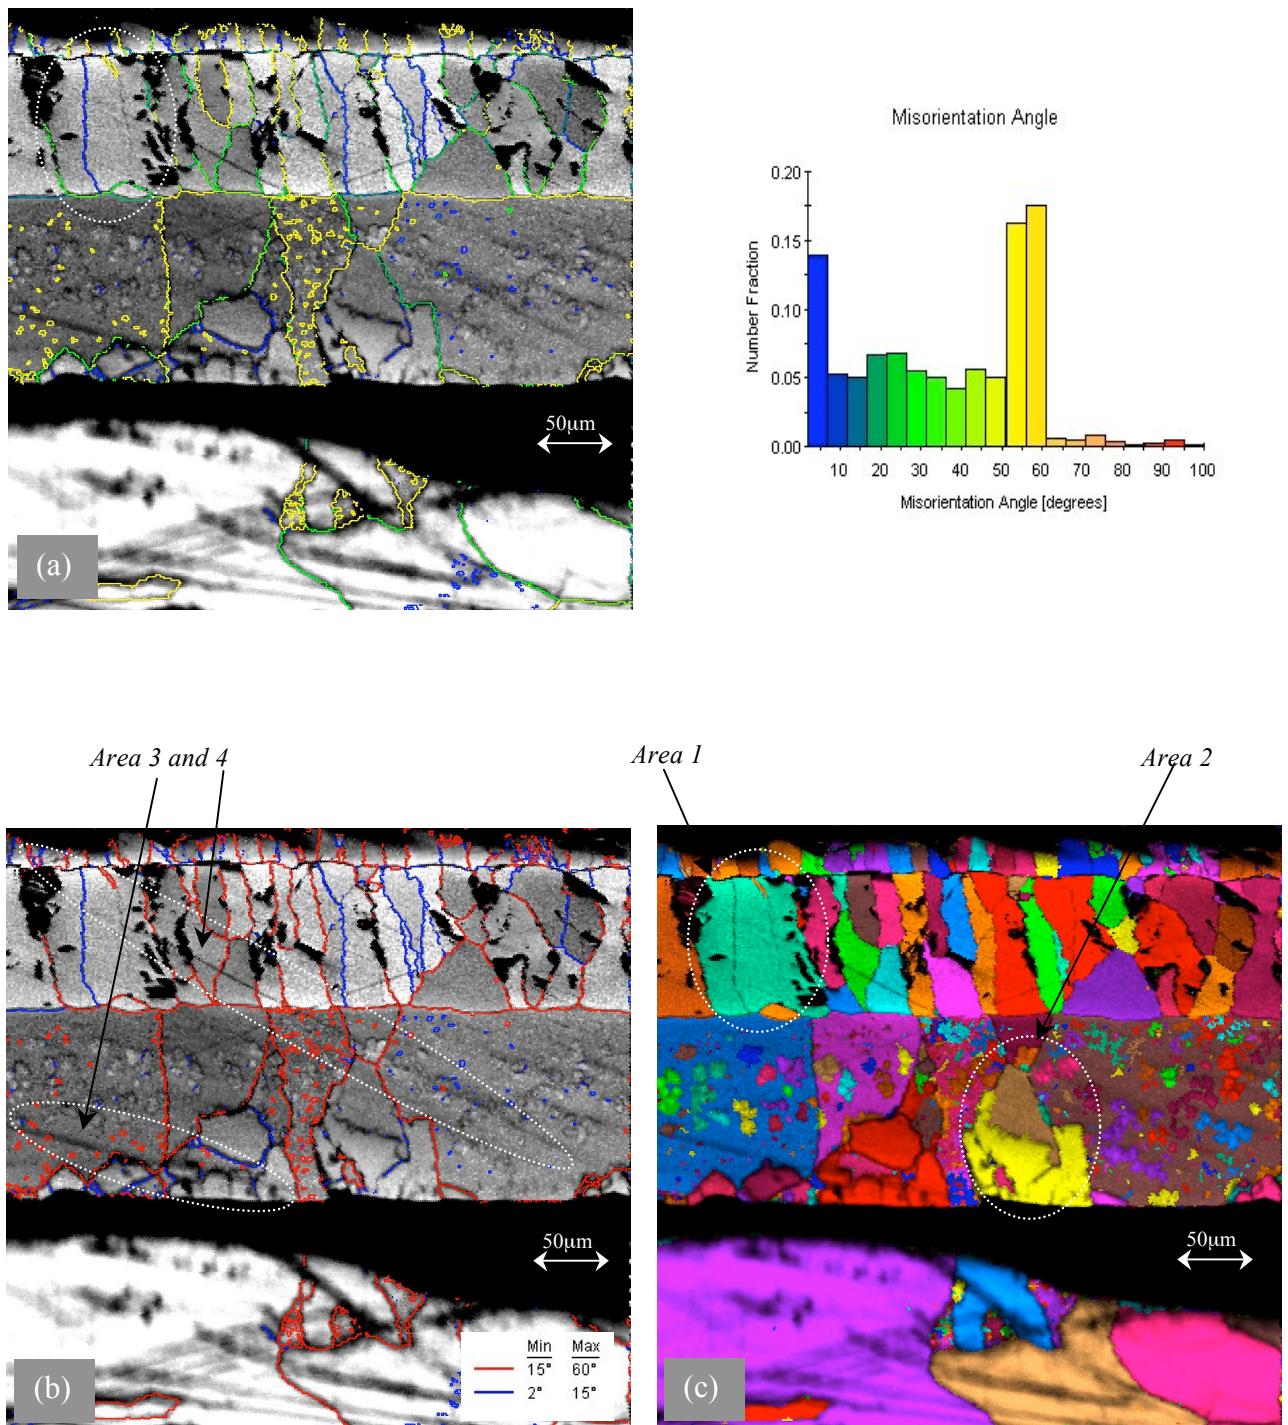 Misorientation Angle
0.20
0.15
0.10
0.05
0.00
Number Fraction
10 20 30 40 50 60 70 80 90 100
Misorientation Angle [degrees]
50µm
(a)
Area 3 and 4
Area 1
Area 2
50µm
50µm
Min Max
15° 60°
2° 15°
(b)
(c)